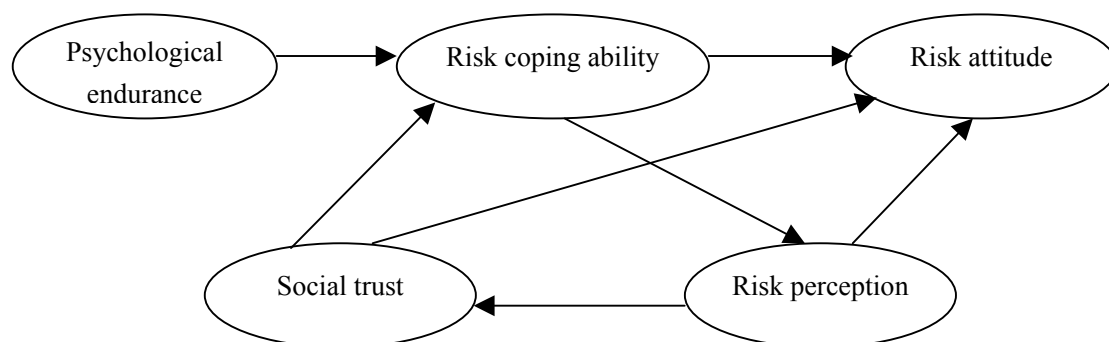 Psychological
endurance
Risk coping ability
Risk attitude
Social trust
Risk perception